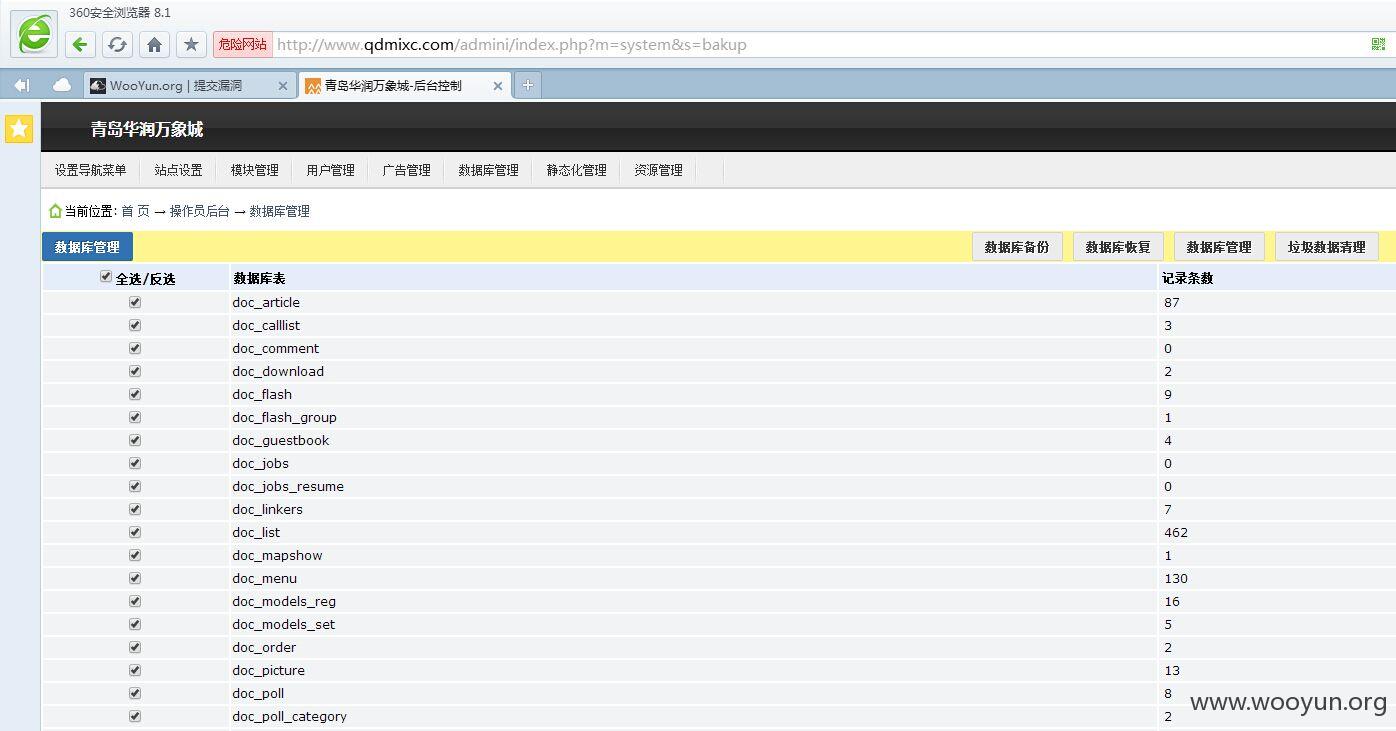 360安全浏览器 8.1
危险网站 http://www.qdmixc.com/admini/index.php?m=system&s=bakup
WooYun.org | 提交漏洞 青岛华润万象城-后台控制
青岛华润万象城
设置导航菜单 站点设置 模块管理 用户管理 广告管理 数据库管理 静态化管理 资源管理
当前位置: 首 页 → 操作员后台 → 数据库管理
数据库管理 数据库备份 数据库恢复 数据库管理 垃圾数据清理
全选/反选 数据库表 记录条数
doc_article 87
doc_calllist 3
doc_comment 0
doc_download 2
doc_flash 9
doc_flash_group 1
doc_guestbook 4
doc_jobs 0
doc_jobs_resume 0
doc_linkers 7
doc_list 462
doc_mapshow 1
doc_menu 130
doc_models_reg 16
doc_models_set 5
doc_order 2
doc_picture 13
doc_poll 8
doc_poll_category 2
www.wooyun.org